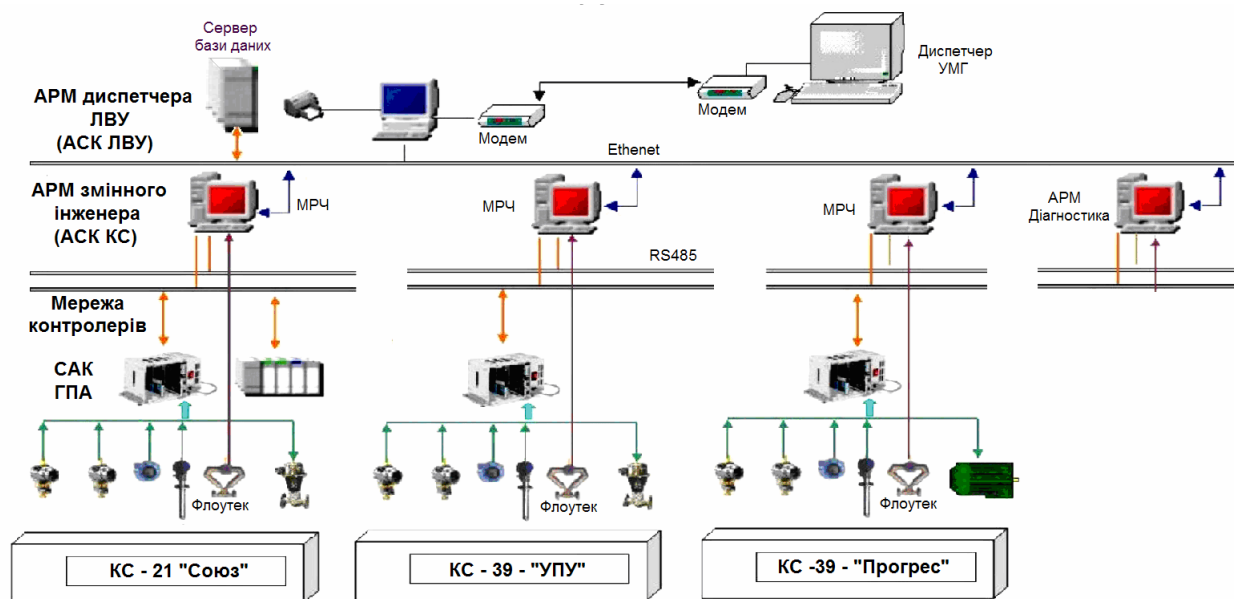 Сервер
бази даних
Диспетчер
УМГ
АРМ диспетчера
ЛВУ
(АСК ЛВУ)
Модем
Модем
Ethenet
АРМ змінного
інженера
(АСК КС)
МРЧ
МРЧ
МРЧ
АРМ
Діагностика
RS485
Мережа
контролерів
САК
ГПА
Флоутек
Флоутек
Флоутек
КС - 21 "Союз"
КС - 39 - "УПУ"
КС -39 - "Прогрес"